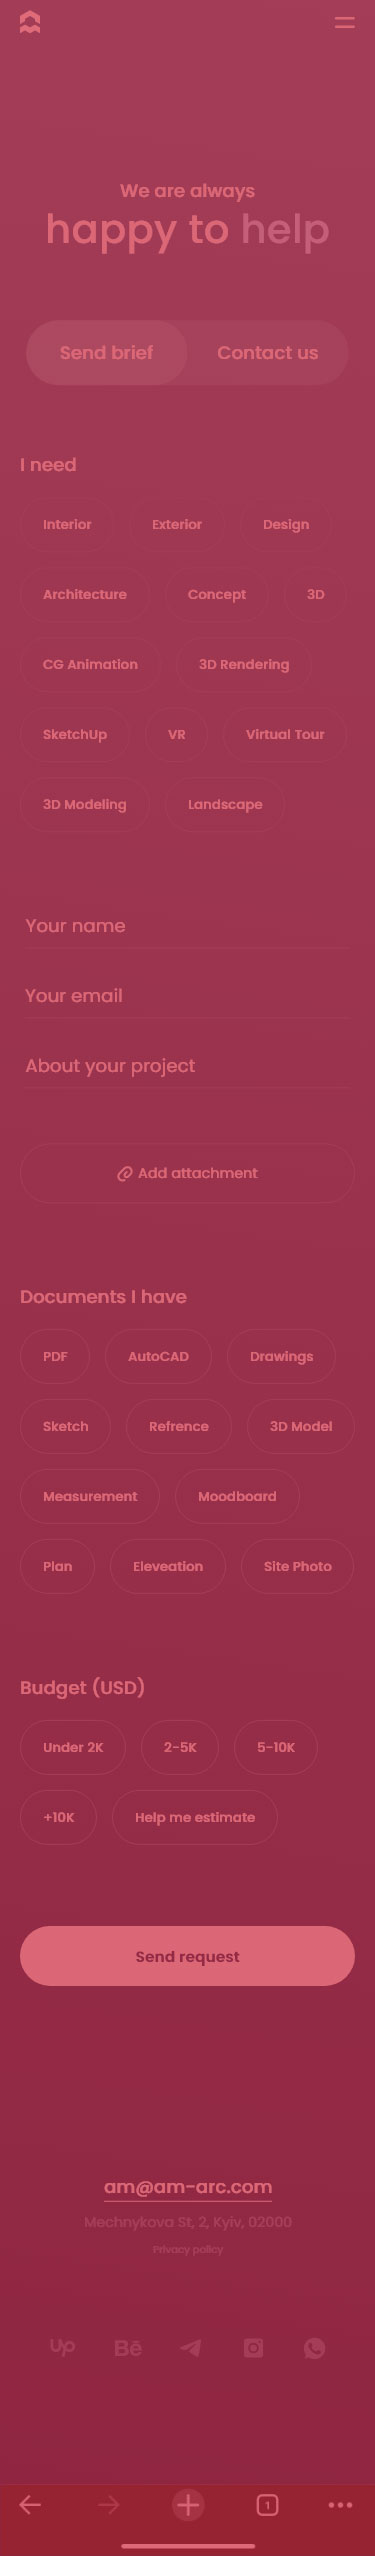 We are always
happy to help
Send brief Contact us
I need
Interior Exterior Design
Architecture Concept 3D
CG Animation 3D Rendering
SketchUp VR Virtual Tour
3D Modeling Landscape
Your name
Your email
About your project
Add attachment
Documents I have
PDF AutoCAD Drawings
Sketch Refrence 3D Model
Measurement Moodboard
Plan Eleveation Site Photo
Budget (USD)
Under 2K 2-5K 5-10K
+10K Help me estimate
Send request
am@am-arc.com
Mechnykova St, 2, Kyiv, 02000
Privacy policy
Up Bē
1